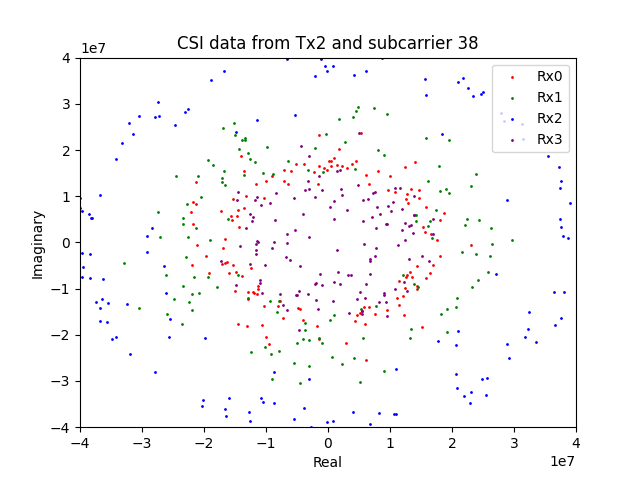 CSI data from Tx2 and subcarrier 38
1e7
4
3
2
1
0
−1
−2
−3
−4
Imaginary
Rx0
Rx1
Rx2
Rx3
−4 −3 −2 −1 0 1 2 3 4
Real
1e7